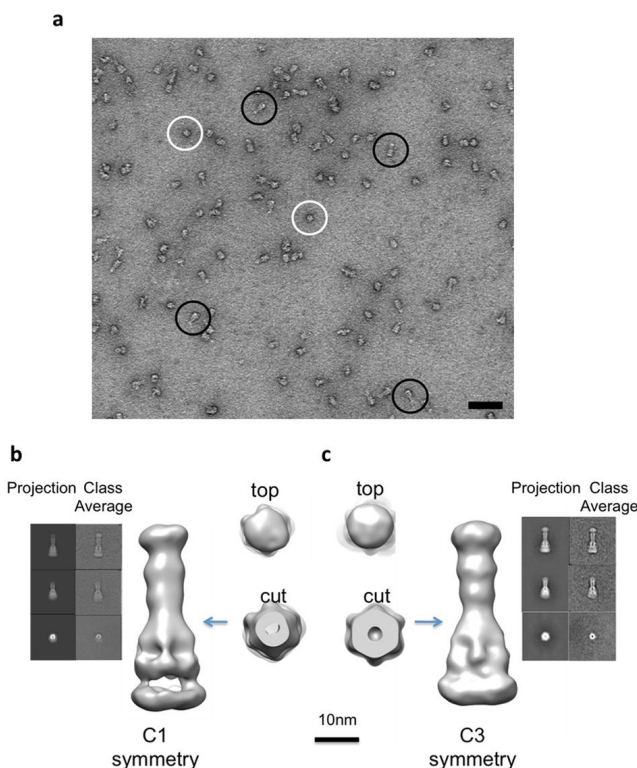 a
b
c
Projection
Class
Average
top
cut
top
cut
Projection
Class
Average
C1
symmetry
10nm
C3
symmetry